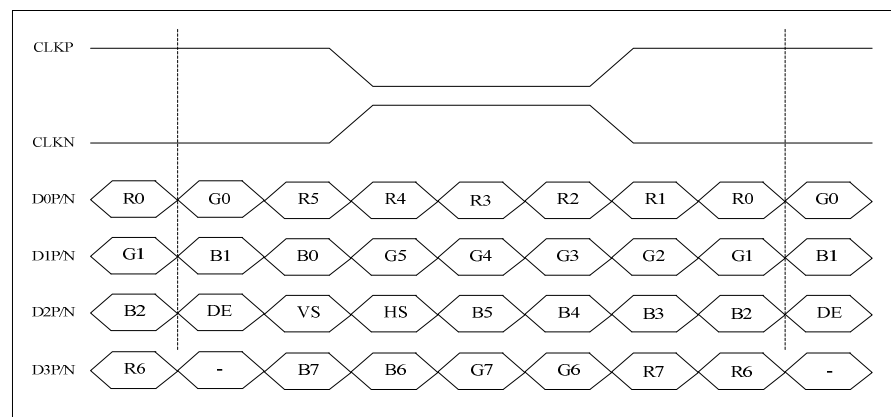 CLKP
CLKN
D0P/N R0 G0 R5 R4 R3 R2 R1 R0 G0
D1P/N G1 B1 B0 G5 G4 G3 G2 G1 B1
D2P/N B2 DE VS HS B5 B4 B3 B2 DE
D3P/N R6 - B7 B6 G7 G6 R7 R6 -